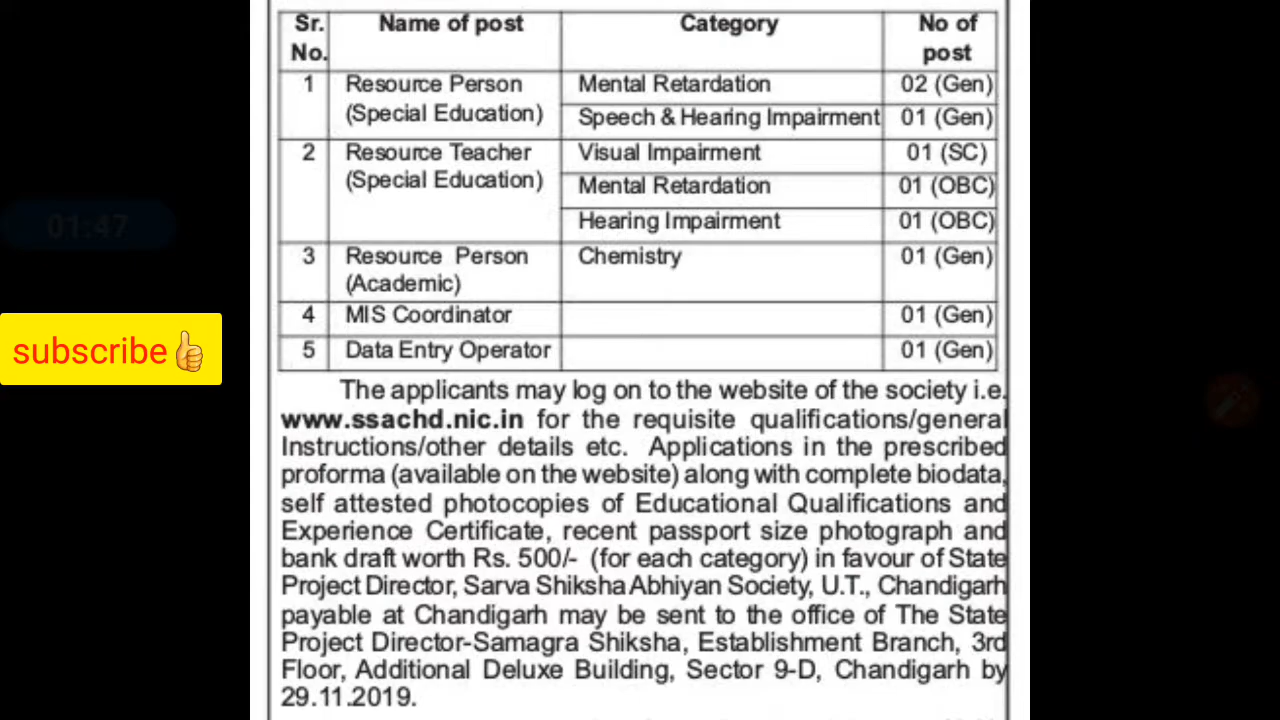 Sr. Name of post Category No of
No. post
1 Resource Person Mental Retardation 02 (Gen)
(Special Education) Speech & Hearing Impairment 01 (Gen)
2 Resource Teacher Visual Impairment 01 (SC)
(Special Education) Mental Retardation 01 (OBC)
Hearing Impairment 01 (OBC)
3 Resource Person Chemistry 01 (Gen)
(Academic)
4 MIS Coordinator 01 (Gen)
5 Data Entry Operator 01 (Gen)
The applicants may log on to the website of the society i.e.
www.ssachd.nic.in for the requisite qualifications/general
Instructions/other details etc. Applications in the prescribed
proforma (available on the website) along with complete biodata,
self attested photocopies of Educational Qualifications and
Experience Certificate, recent passport size photograph and
bank draft worth Rs. 500/- (for each category) in favour of State
Project Director, Sarva Shiksha Abhiyan Society, U.T., Chandigarh
payable at Chandigarh may be sent to the office of The State
Project Director-Samagra Shiksha, Establishment Branch, 3rd
Floor, Additional Deluxe Building, Sector 9-D, Chandigarh by
29.11.2019.
01:47
subscribe